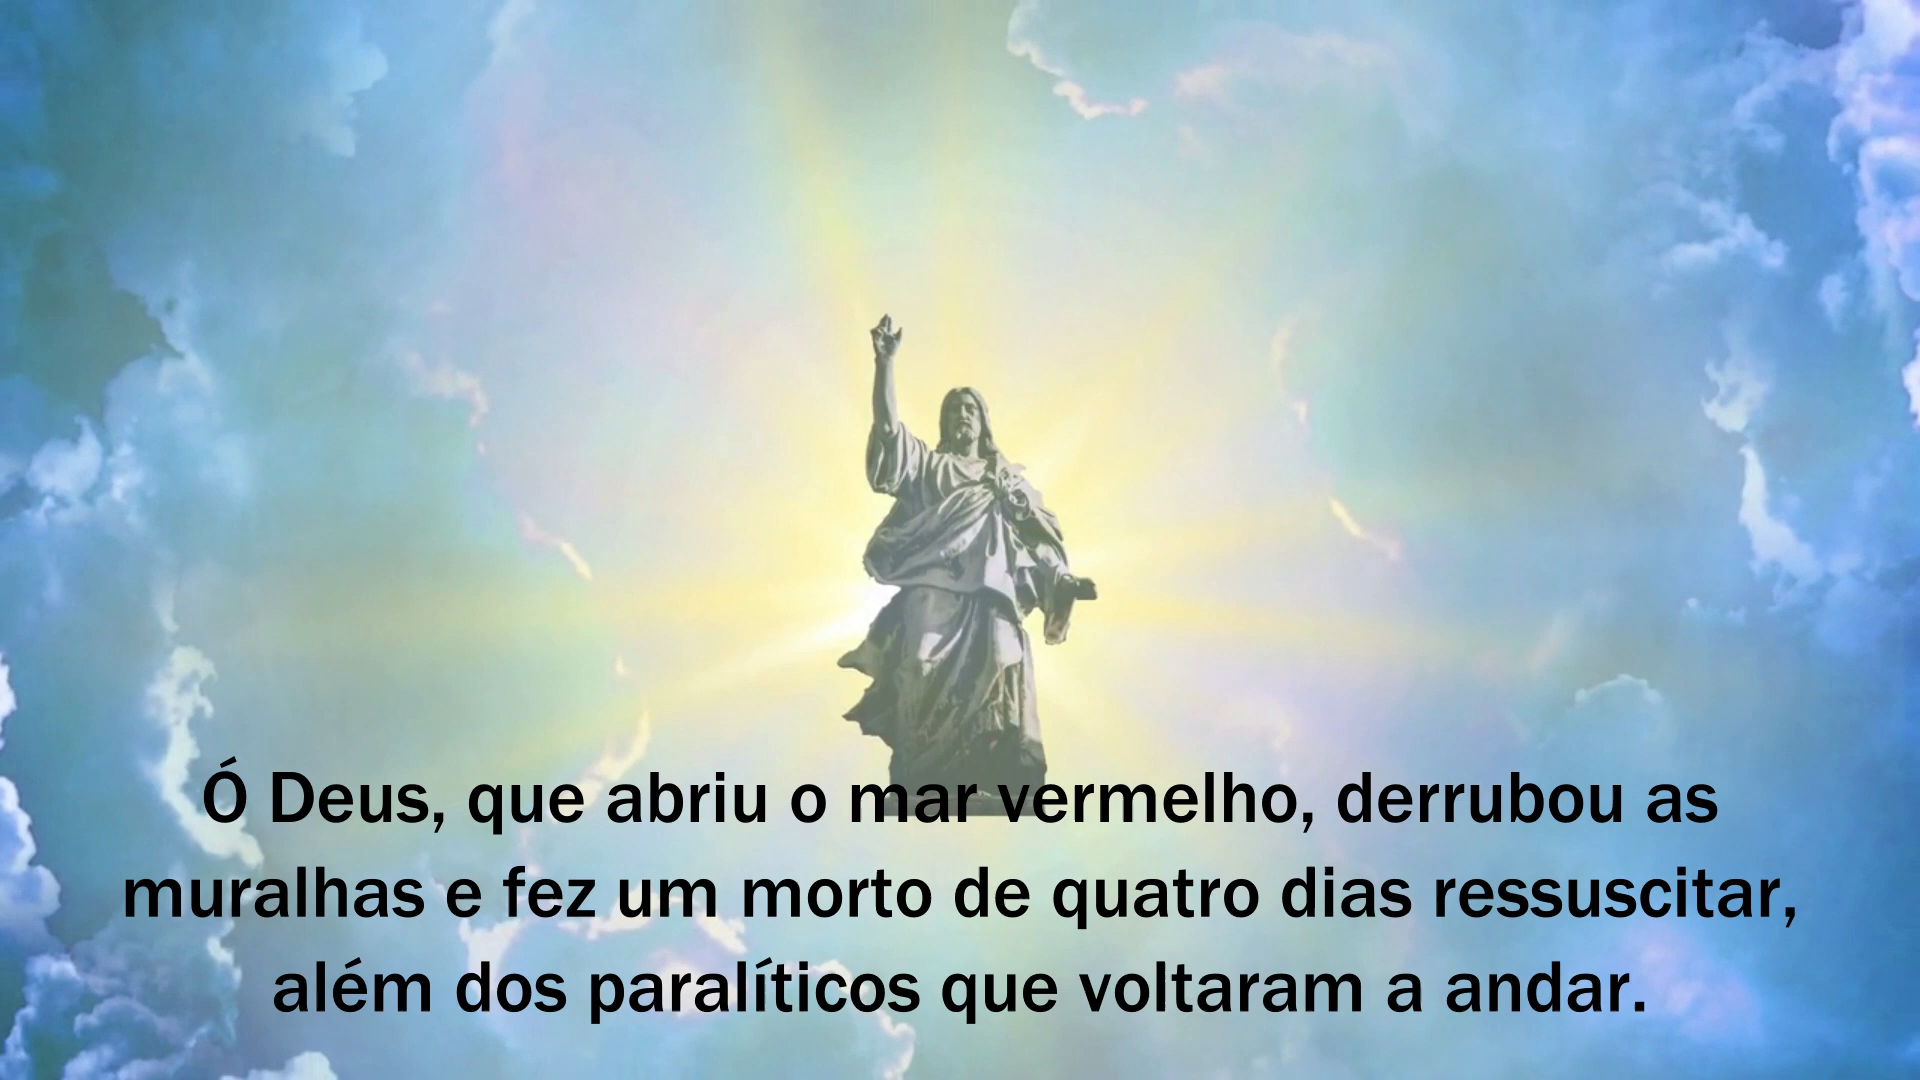 Ó Deus, que abriu o mar vermelho, derrubou as
muralhas e fez um morto de quatro dias ressuscitar,
além dos paralíticos que voltaram a andar.